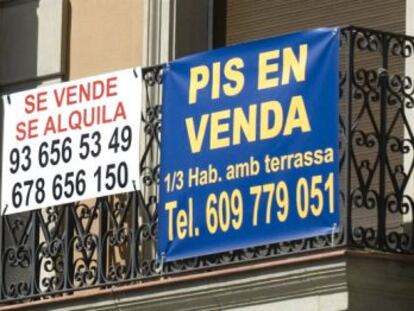 SE VENDE
SE ALQUILA
93 656 53 49
678 656 150
PIS EN
VENDA
1/3 Hab. amb terrassa
Tel. 609 779 051